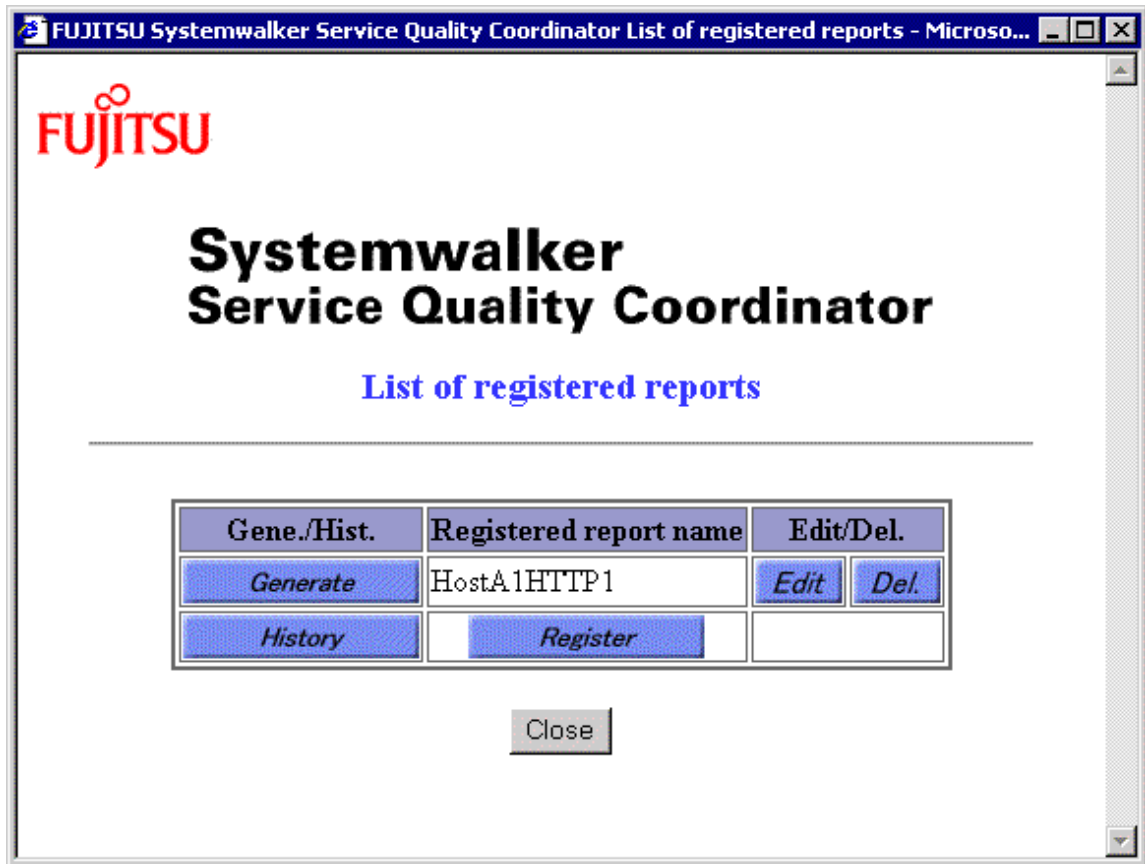 FUJITSU Systemwalker Service Quality Coordinator List of registered reports - Microso...
FUJITSU
Systemwalker
Service Quality Coordinator
List of registered reports
Gene./Hist. Registered report name Edit/Del.
Generate HostA1HTTP1 Edit Del.
History Register
Close